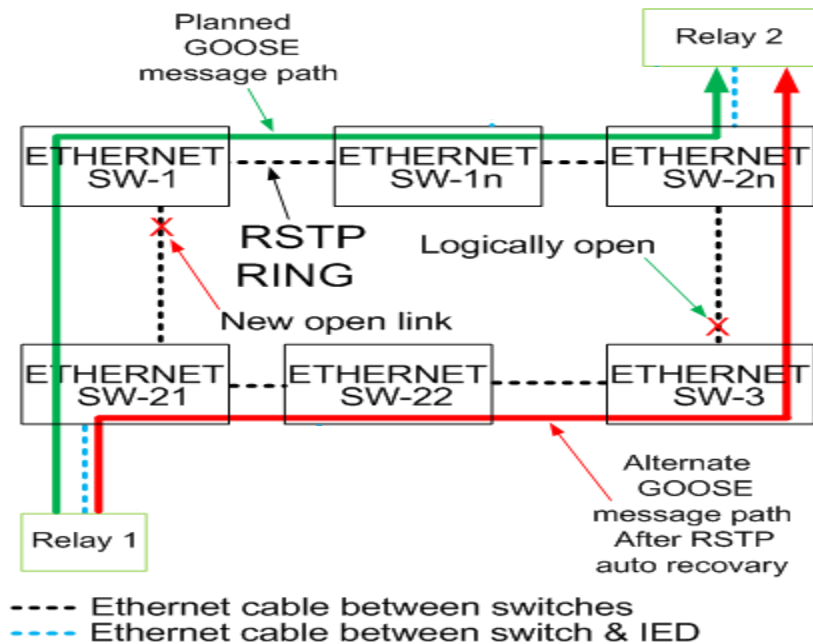 Planned
GOOSE
message path
Relay 2
ETHERNET
SW-1
ETHERNET
SW-1n
ETHERNET
SW-2n
RSTP
RING
Logically open
New open link
ETHERNET
SW-21
ETHERNET
SW-22
ETHERNET
SW-3
Relay 1
Alternate
GOOSE
message path
After RSTP
auto recovary
Ethernet cable between switches
Ethernet cable between switch & IED